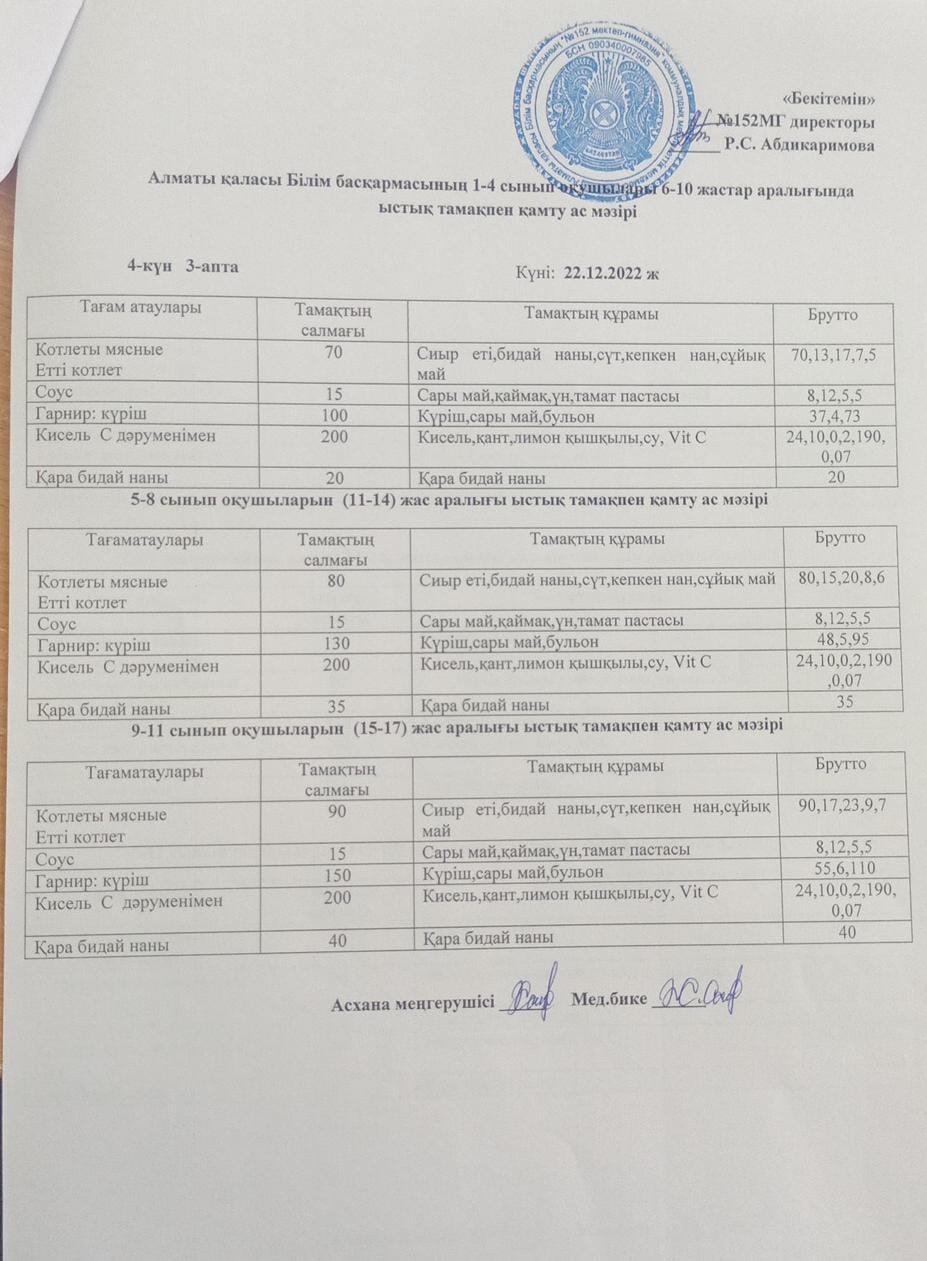 БСН 090340007985
«Бекітемін»
№152МГ директоры
Р.С. Абдикаримова
Алматы қаласы Білім басқармасының 1-4 сынып оқушылары 6-10 жастар аралығында
ыстық тамақпен қамту ас мәзірі
4-күн 3-апта Күні: 22.12.2022 ж
Тағам атаулары Тамақтың Тамақтың құрамы Брутто
салмағы
Котлеты мясные 70 Сиыр еті,бидай наны,сүт,кепкен нан,сұйық 70,13,17,7,5
Етті котлет май
Соус 15 Сары май,қаймақ,үн,тамат пастасы 8,12,5,5
Гарнир: күріш 100 Күріш,сары май,бульон 37,4,73
Кисель С дәруменімен 200 Кисель,қант,лимон қышқылы,су, Vit C 24,10,0,2,190,
0,07
Қара бидай наны 20 Қара бидай наны 20
5-8 сынып оқушыларын (11-14) жас аралығы ыстық тамақпен қамту ас мәзірі
Тағаматаулары Тамақтың Тамақтың құрамы Брутто
салмағы
Котлеты мясные 80 Сиыр еті,бидай наны,сүт,кепкен нан,сұйық май 80,15,20,8,6
Етті котлет
Соус 15 Сары май,қаймақ,үн,тамат пастасы 8,12,5,5
Гарнир: күріш 130 Күріш,сары май,бульон 48,5,95
Кисель С дәруменімен 200 Кисель,қант,лимон қышқылы,су, Vit C 24,10,0,2,190
,0,07
Қара бидай наны 35 Қара бидай наны 35
9-11 сынып оқушыларын (15-17) жас аралығы ыстық тамақпен қамту ас мәзірі
Тағаматаулары Тамақтың Тамақтың құрамы Брутто
салмағы
Котлеты мясные 90 Сиыр еті,бидай наны,сүт,кепкен нан,сұйық 90,17,23,9,7
Етті котлет май
Соус 15 Сары май,қаймақ,үн,тамат пастасы 8,12,5,5
Гарнир: күріш 150 Күріш,сары май,бульон 55,6,110
Кисель С дәруменімен 200 Кисель,қант,лимон қышқылы,су, Vit C 24,10,0,2,190,
0,07
Қара бидай наны 40 Қара бидай наны 40
Асхана меңгерушісі Мед.бике